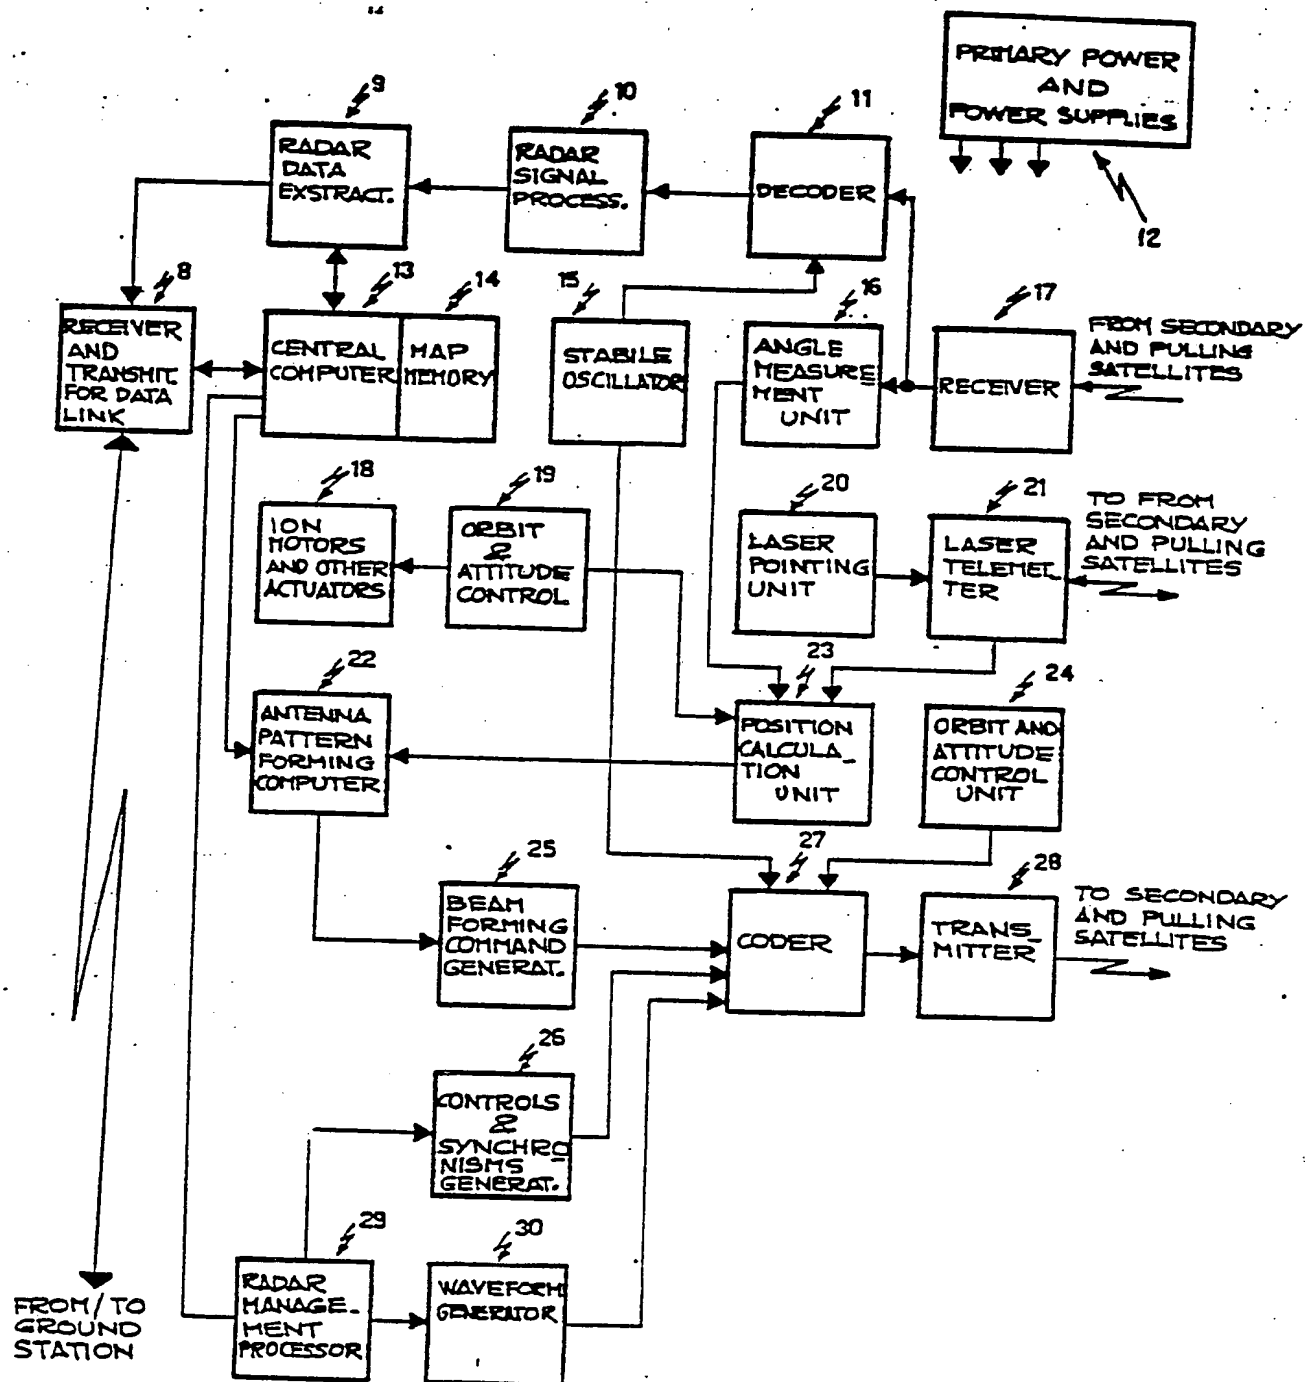 PRIMARY POWER
AND
POWER SUPPLIES
12
9
RADAR
DATA
EXSTRACT.
10
RADAR
SIGNAL
PROCESS.
11
DECODER
8
RECEIVER
AND
TRANSMIT.
FOR DATA
LINK
13
CENTRAL
COMPUTER
14
MAP
MEMORY
15
STABILE
OSCILLATOR
16
ANGLE
MEASURE
MENT
UNIT
17
RECEIVER
FROM SECONDARY
AND PULLING
SATELLITES
18
ION
MOTORS
AND OTHER
ACTUATORS
19
ORBIT
&
ATTITUDE
CONTROL
20
LASER
POINTING
UNIT
21
LASER
TELEMET_
TER
TO FROM
SECONDARY
AND PULLING
SATELLITES
22
ANTENNA
PATTERN
FORMING
COMPUTER
23
POSITION
CALCULA_
TION
UNIT
24
ORBIT AND
ATTITUDE
CONTROL
UNIT
25
BEAM
FORMING
COMMAND
GENERAT.
27
CODER
28
TRANS_
MITTER
TO SECONDARY
AND PULLING
SATELLITES
26
CONTROLS
&
SYNCHRO
NISMS
GENERAT.
29
RADAR
MANAGE_
MENT
PROCESSOR
30
WAVEFORM
GENERATOR
FROM/TO
GROUND
STATION